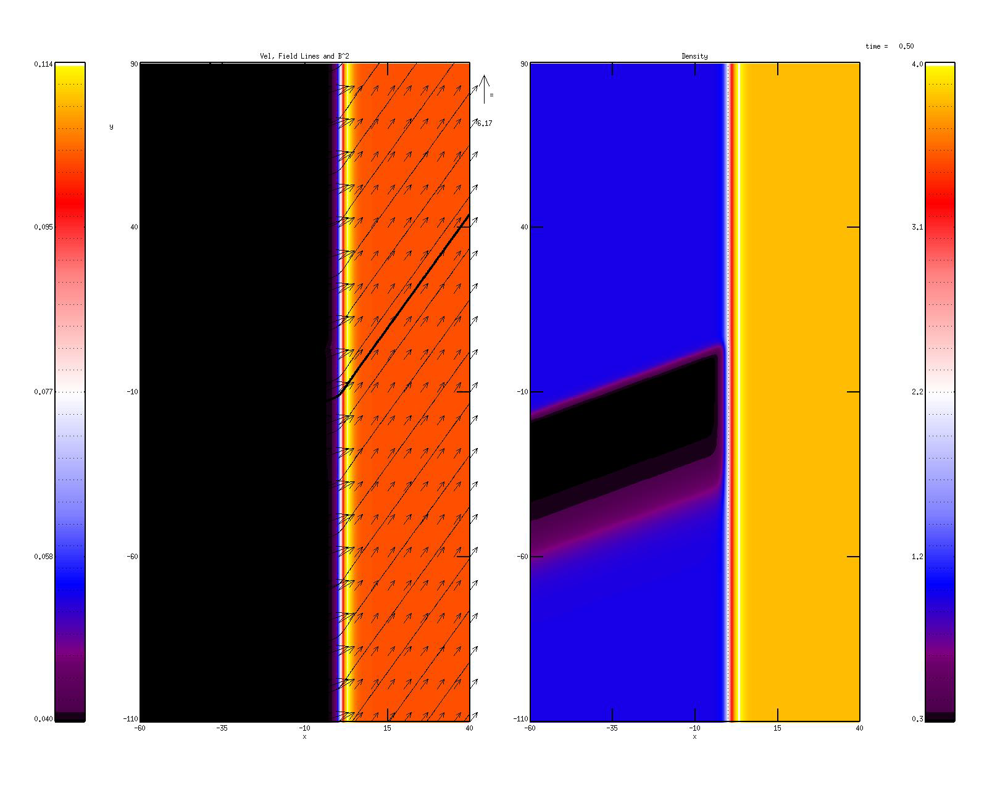 time = 0.50
Vel, Field Lines and B^2
Density
0.114
90
90
4.0
=
6.17
y
0.095
40
40
3.1
0.077
-10
-10
2.2
0.058
-60
-60
1.2
0.040
-110
-110
0.3
-60 -35 -10 15 40
-60 -35 -10 15 40
x
x